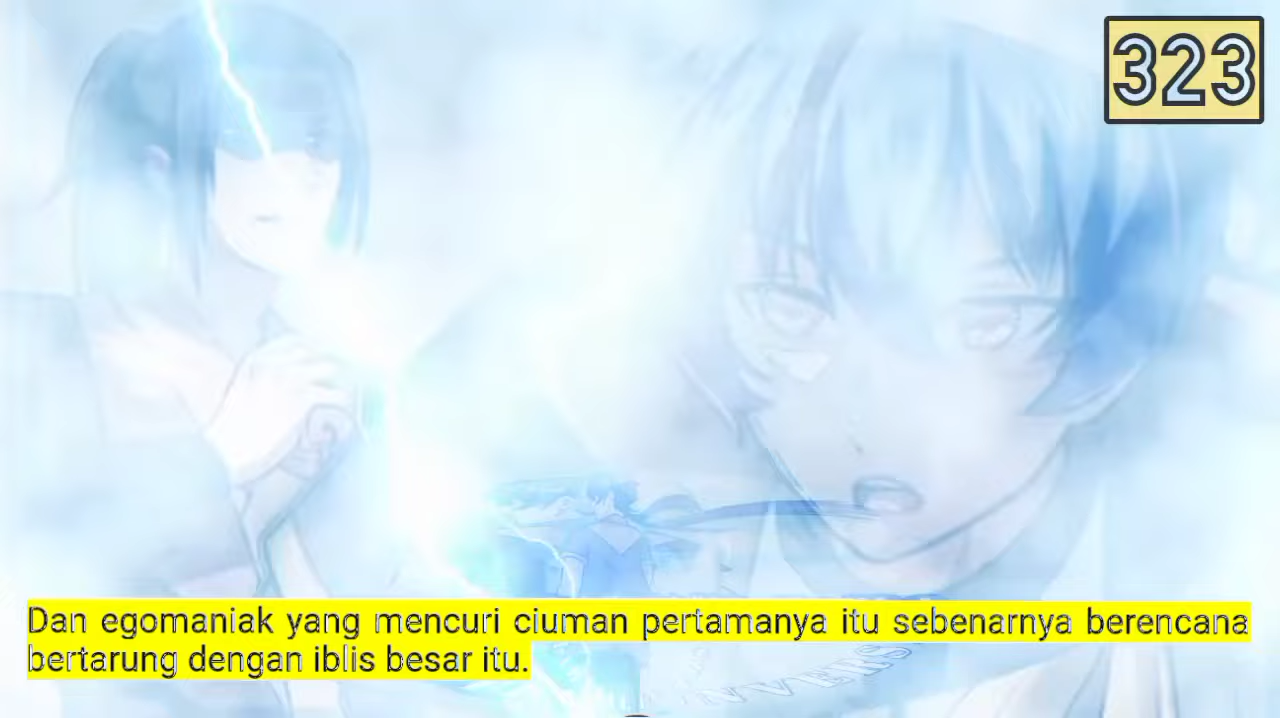 323
Dan egomaniak yang mencuri ciuman pertamanya itu sebenarnya berencana
bertarung dengan iblis besar itu.